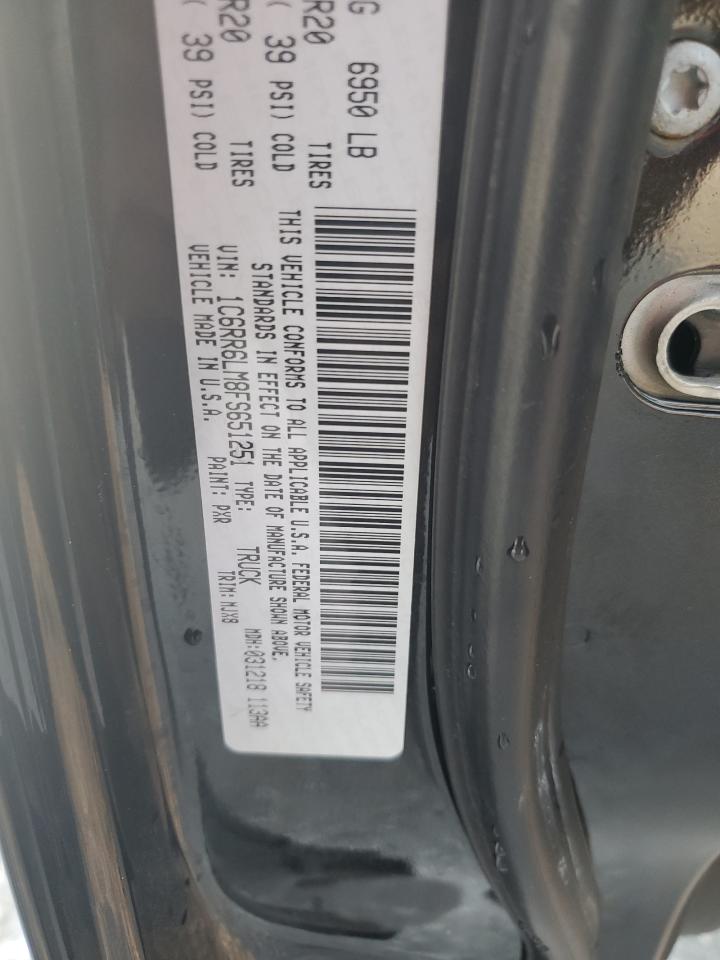 G 6950 LB
R20 TIRES
( 39 PSI) COLD
R20 TIRES
( 39 PSI) COLD
THIS VEHICLE CONFORMS TO ALL APPLICABLE U.S.A. FEDERAL MOTOR VEHICLE SAFETY
STANDARDS IN EFFECT ON THE DATE OF MANUFACTURE SHOWN ABOVE.
VIN: 1C6RR6LM8FS651251 TYPE: TRUCK MDH:031218 113AA
VEHICLE MADE IN U.S.A. PAINT: PXR TRIM: MJX8